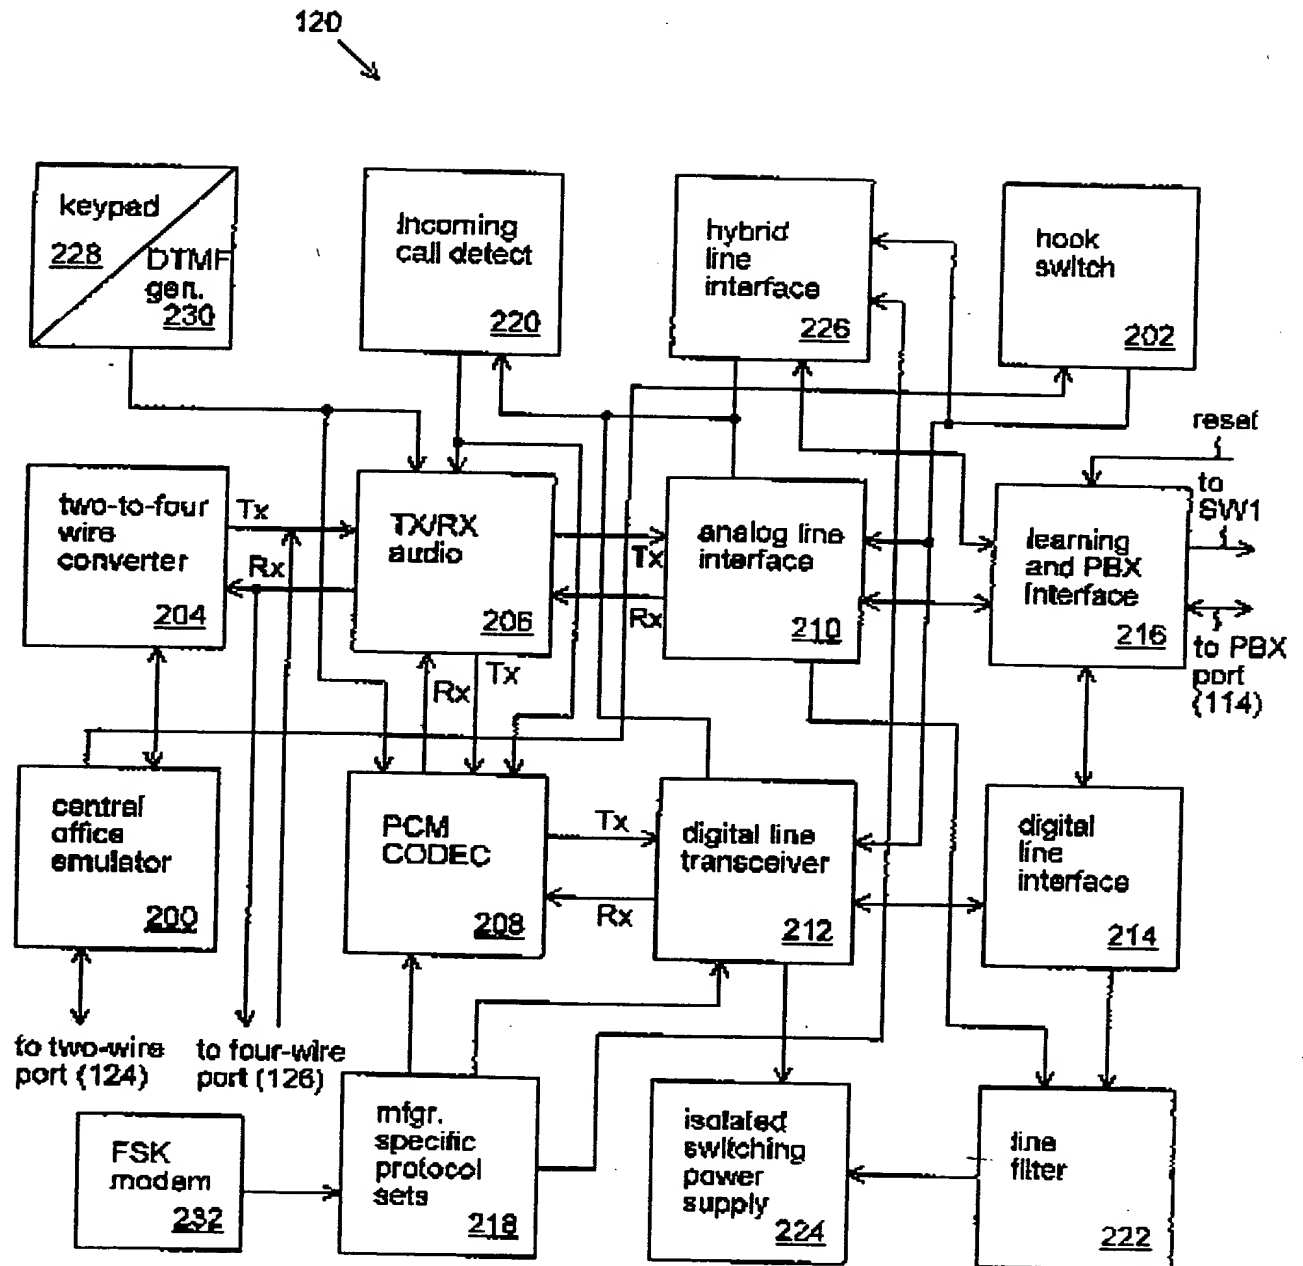 120
keypad
228
DTMF
gen.
230
Incoming
call detect
220
hybrid
line
interface
226
hook
switch
202
reset
to
SW1
to PBX
port
(114)
two-to-four
wire
converter
204
Tx
Rx
TX/RX
audio
206
Tx
Rx
analog line
interface
210
learning
and PBX
interface
216
Rx
Tx
central
office
emulator
200
PCM
CODEC
208
Tx
Rx
digital line
transceiver
212
digital
line
interface
214
to two-wire
port (124)
to four-wire
port (126)
FSK
modem
232
mfgr.
specific
protocol
sets
218
isolated
switching
power
supply
224
line
filter
222